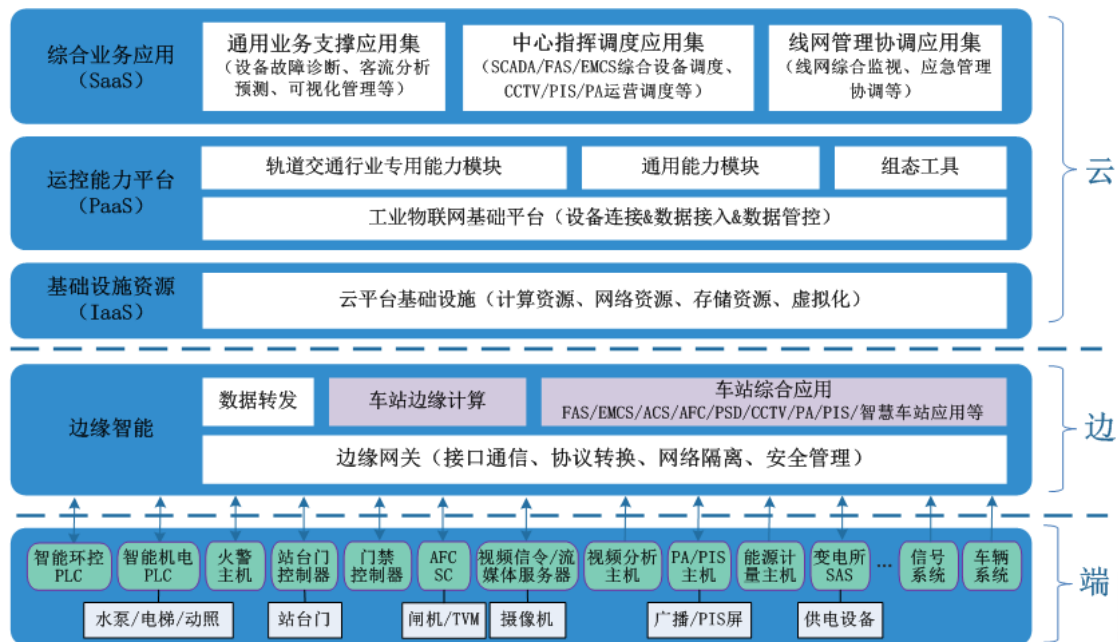 综合业务应用
(SaaS)
通用业务支撑应用集
(设备故障诊断、客流分析
预测、可视化管理等)
中心指挥调度应用集
(SCADA/FAS/EMCS综合设备调度、
CCTV/PIS/PA运营调度等)
线网管理协调应用集
(线网综合监视、应急管理
协调等)
运控能力平台
(PaaS)
轨道交通行业专用能力模块
通用能力模块
组态工具
工业物联网基础平台（设备连接&数据接入&数据管控）
基础设施资源
(IaaS)
云平台基础设施（计算资源、网络资源、存储资源、虚拟化）
云
边缘智能
数据转发
车站边缘计算
车站综合应用
FAS/EMCS/ACS/AFC/PSD/CCTV/PA/PIS/智慧车站应用等
边缘网关（接口通信、协议转换、网络隔离、安全管理）
边
智能环控
PLC
智能机电
PLC
火警
主机
站台门
控制器
门禁
控制器
AFC
SC
视频信令/流
媒体服务器
视频分析
主机
PA/PIS
主机
能源计
量主机
变电所
SAS
...
信号
系统
车辆
系统
水泵/电梯/动照
站台门
闸机/TVM
摄像机
广播/PIS屏
供电设备
端